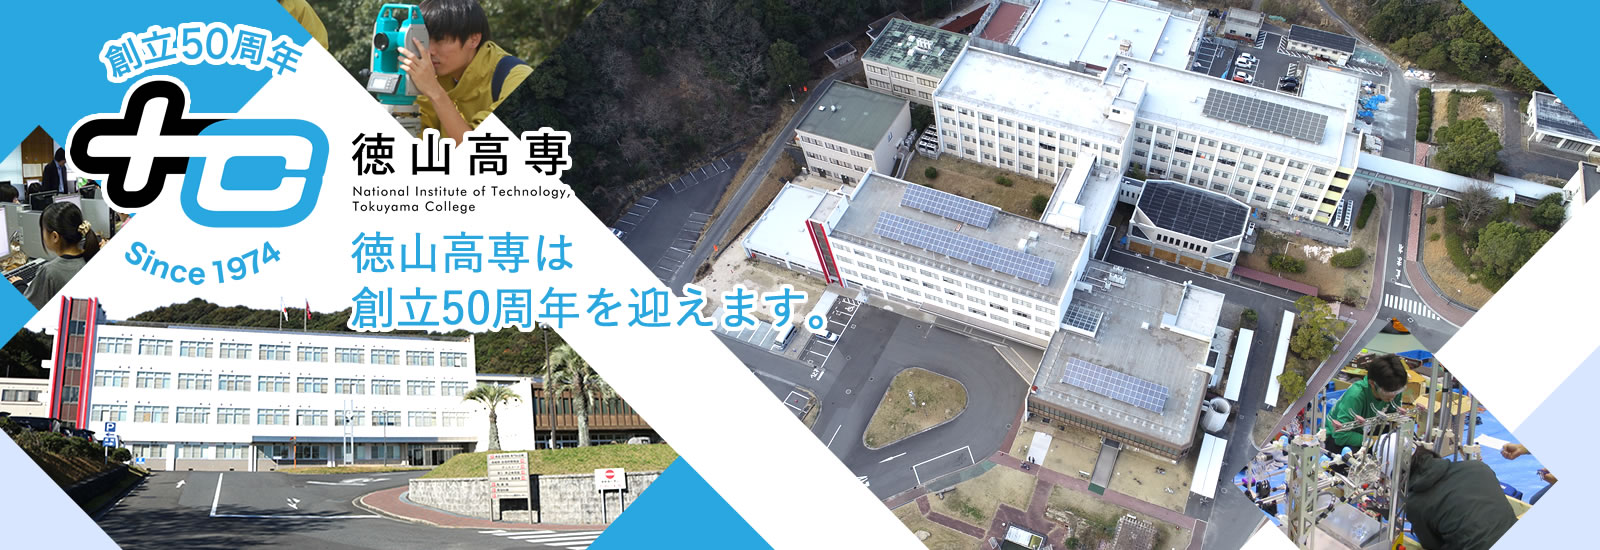 創立50周年
tc
Since 1974
徳山高専
National Institute of Technology,
Tokuyama College
徳山高専は
創立50周年を迎えます。
P